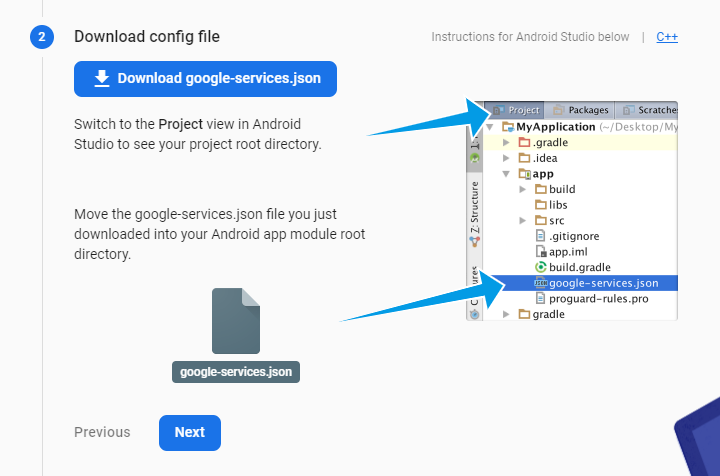 2
Download config file
Instructions for Android Studio below | C++
Download google-services.json
Switch to the Project view in Android
Studio to see your project root directory.
Move the google-services.json file you just
downloaded into your Android app module root
directory.
google-services.json
Project Packages Scratches
MyApplication (~/Desktop/My
.gradle
.idea
app
build
libs
src
.gitignore
app.iml
build.gradle
google-services.json
proguard-rules.pro
gradle
Z: Structure
Previous
Next